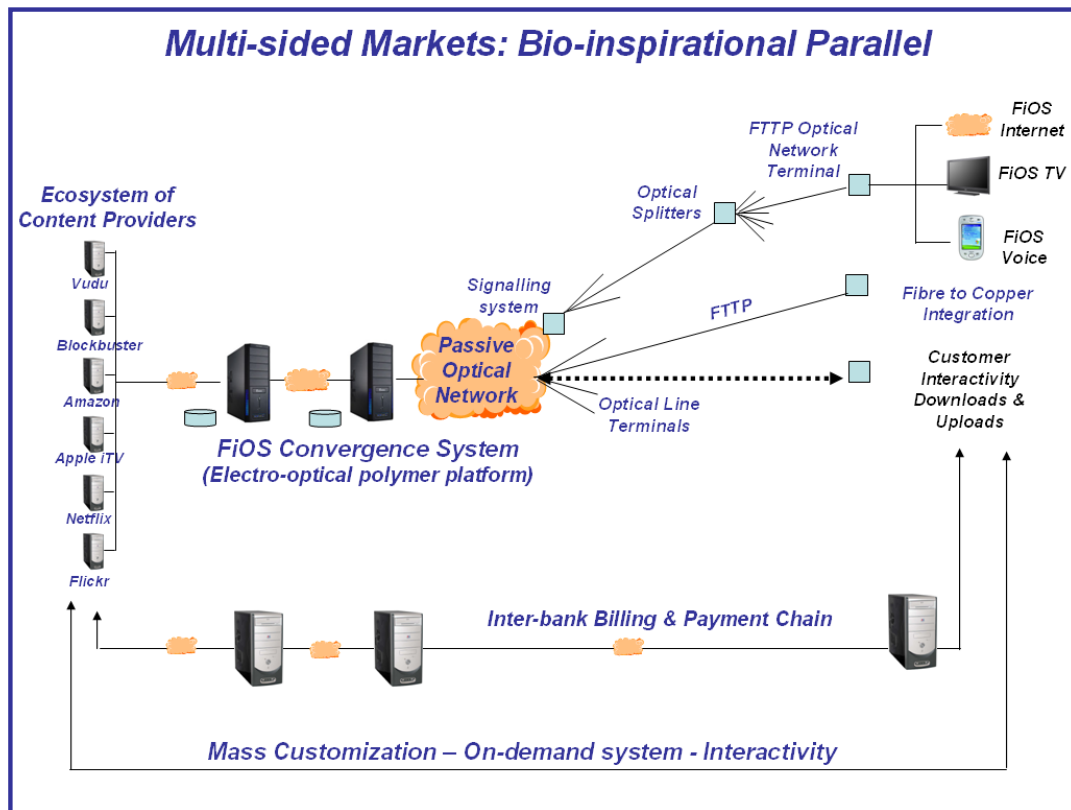 Multi-sided Markets: Bio-inspirational Parallel
Ecosystem of
Content Providers
Vudu
Blockbuster
Amazon
Apple iTV
Netflix
Flickr
FiOS Convergence System
(Electro-optical polymer platform)
Passive
Optical
Network
Signalling
system
Optical
Splitters
FTTP Optical
Network
Terminal
FiOS
Internet
FiOS TV
FiOS
Voice
FTTP
Fibre to Copper
Integration
Optical Line
Terminals
Customer
Interactivity
Downloads &
Uploads
Inter-bank Billing & Payment Chain
Mass Customization – On-demand system - Interactivity